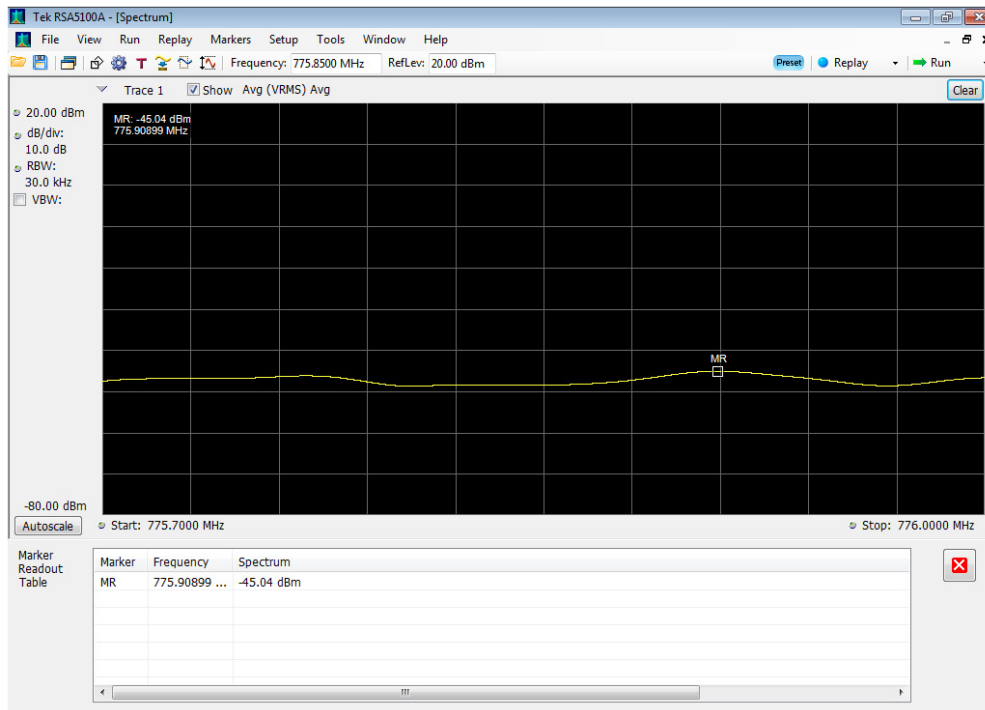 Tek RSA5100A - [Spectrum]
File View Run Replay Markers Setup Tools Window Help
T Frequency: 775.8500 MHz RefLev: 20.00 dBm Preset Replay Run
Trace 1 Show Avg (VRMS) Avg Clear
20.00 dBm
dB/div:
10.0 dB
RBW:
30.0 kHz
VBW:
MR: -45.04 dBm
775.90899 MHz
MR
-80.00 dBm
Autoscale Start: 775.7000 MHz Stop: 776.0000 MHz
Marker
Readout
Table
Marker Frequency Spectrum
MR 775.90899 ... -45.04 dBm